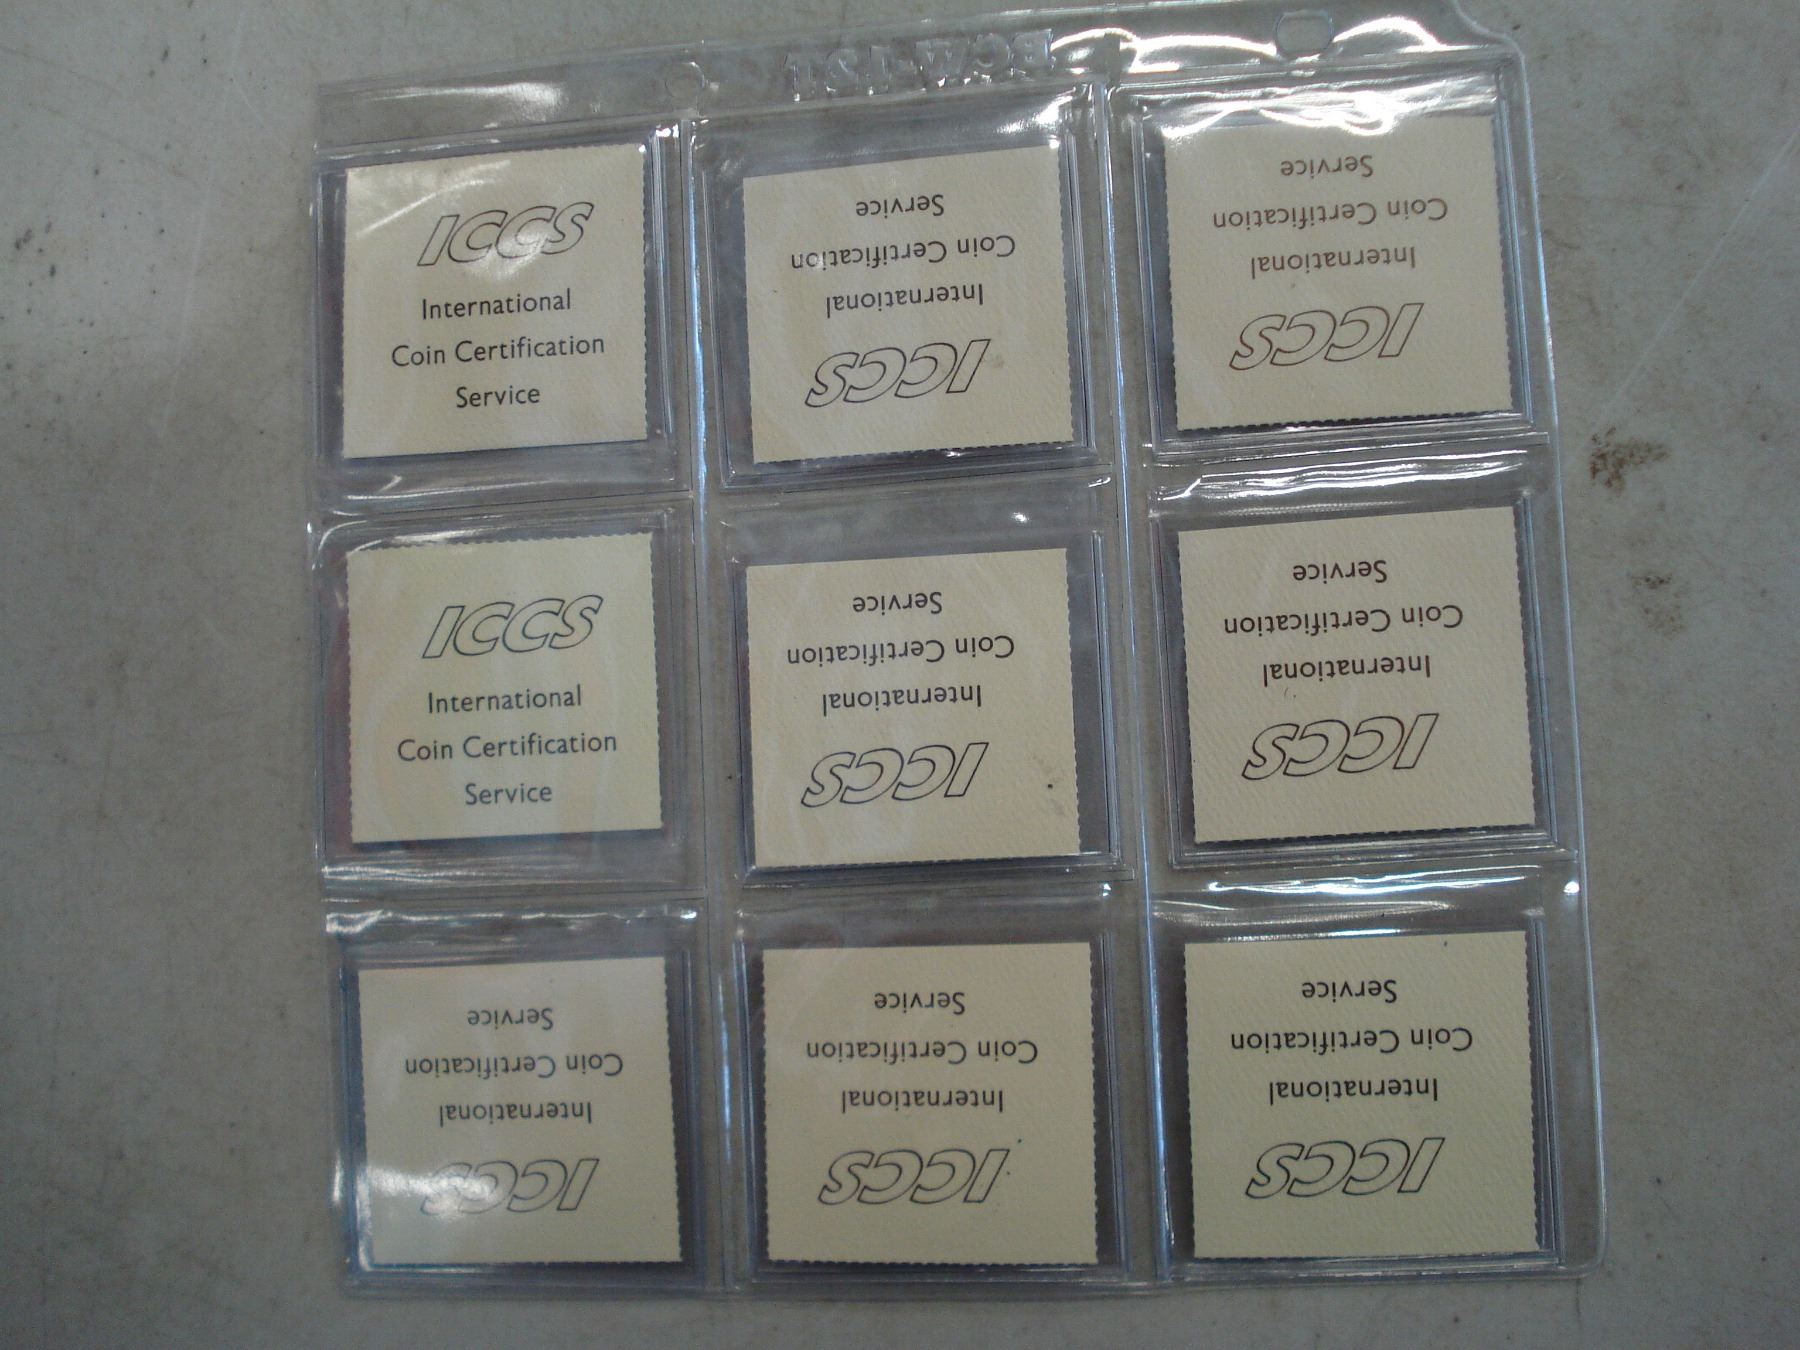 ICCS
International
Coin Certification
Service
ICCS
International
Coin Certification
Service
ICCS
International
Coin Certification
Service
ICCS
International
Coin Certification
Service
ICCS
International
Coin Certification
Service
ICCS
International
Coin Certification
Service
ICCS
International
Coin Certification
Service
ICCS
International
Coin Certification
Service
ICCS
International
Coin Certification
Service